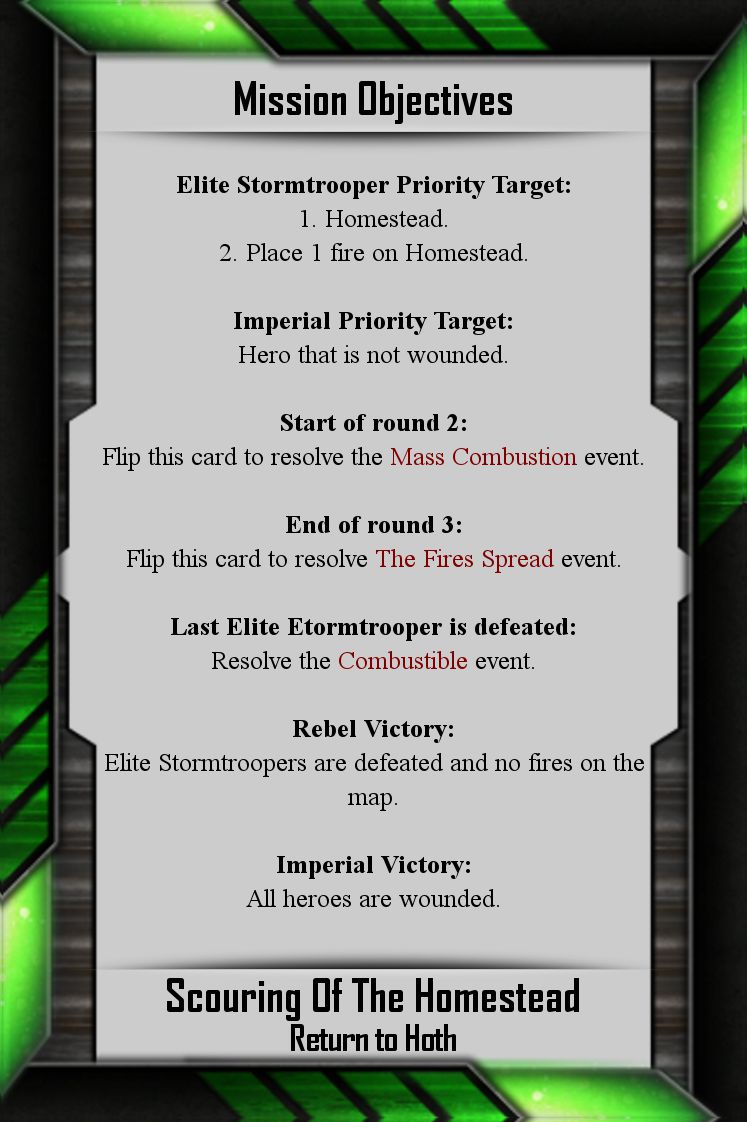 Mission Objectives
Elite Stormtrooper Priority Target:
1. Homestead.
2. Place 1 fire on Homestead.
Imperial Priority Target:
Hero that is not wounded.
Start of round 2:
Flip this card to resolve the Mass Combustion event.
End of round 3:
Flip this card to resolve The Fires Spread event.
Last Elite Etormtrooper is defeated:
Resolve the Combustible event.
Rebel Victory:
Elite Stormtroopers are defeated and no fires on the
map.
Imperial Victory:
All heroes are wounded.
Scouring Of The Homestead
Return to Hoth